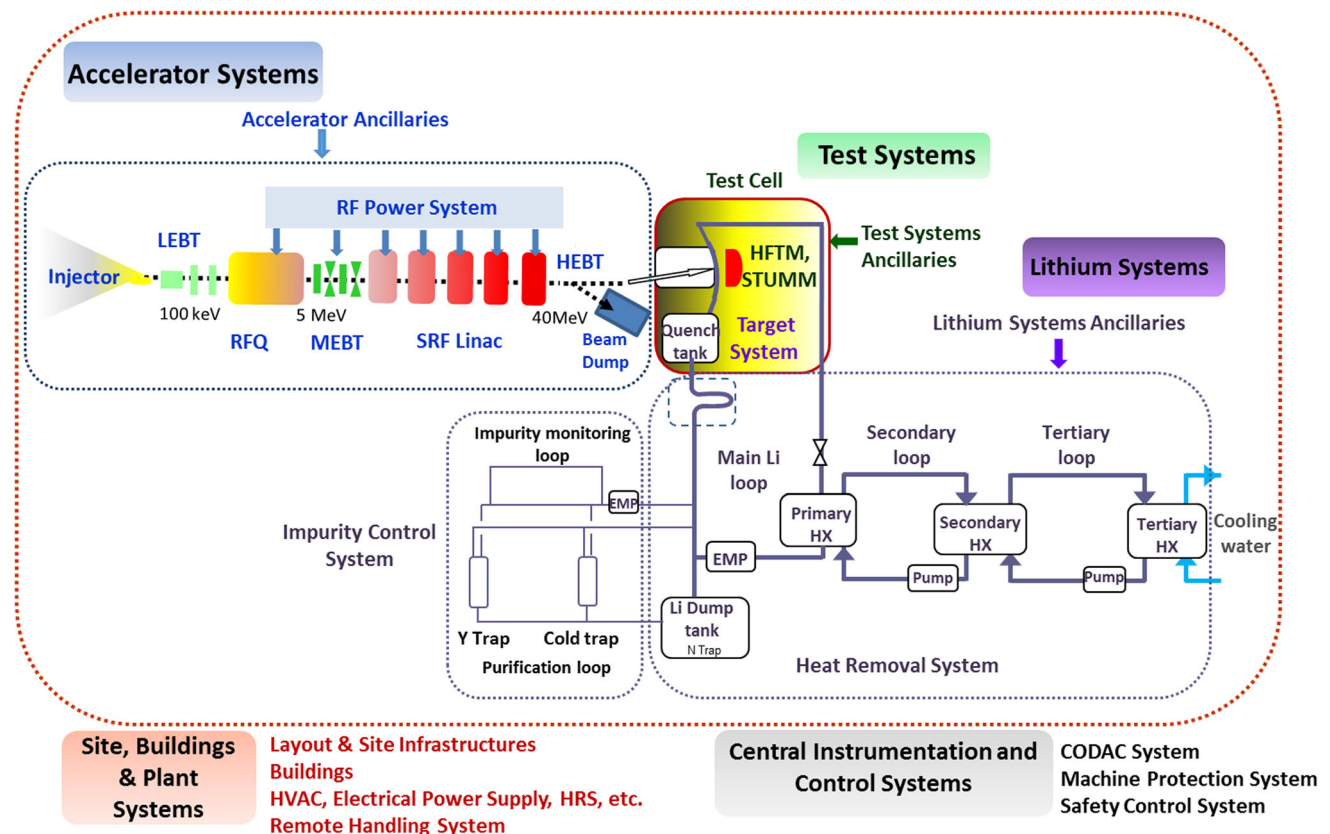 Accelerator Systems
Accelerator Ancillaries
Test Systems
Test Cell
RF Power System
LEBT
HEBT
Injector
HFTM,
STUMM
Test Systems
Ancillaries
Lithium Systems
100 keV
5 MeV
40MeV
RFQ
MEBT
SRF Linac
Beam
Dump
Quench
tank
Target
System
Lithium Systems Ancillaries
Impurity monitoring
loop
Main Li
loop
Secondary
loop
Tertiary
loop
EMP
Impurity Control
System
Primary
HX
Secondary
HX
Tertiary
HX
Cooling
water
EMP
Pump
Pump
Li Dump
tank
N Trap
Y Trap
Cold trap
Purification loop
Heat Removal System
Site, Buildings
& Plant
Systems
Layout & Site Infrastructures
Buildings
HVAC, Electrical Power Supply, HRS, etc.
Remote Handling System
Central Instrumentation and
Control Systems
CODAC System
Machine Protection System
Safety Control System